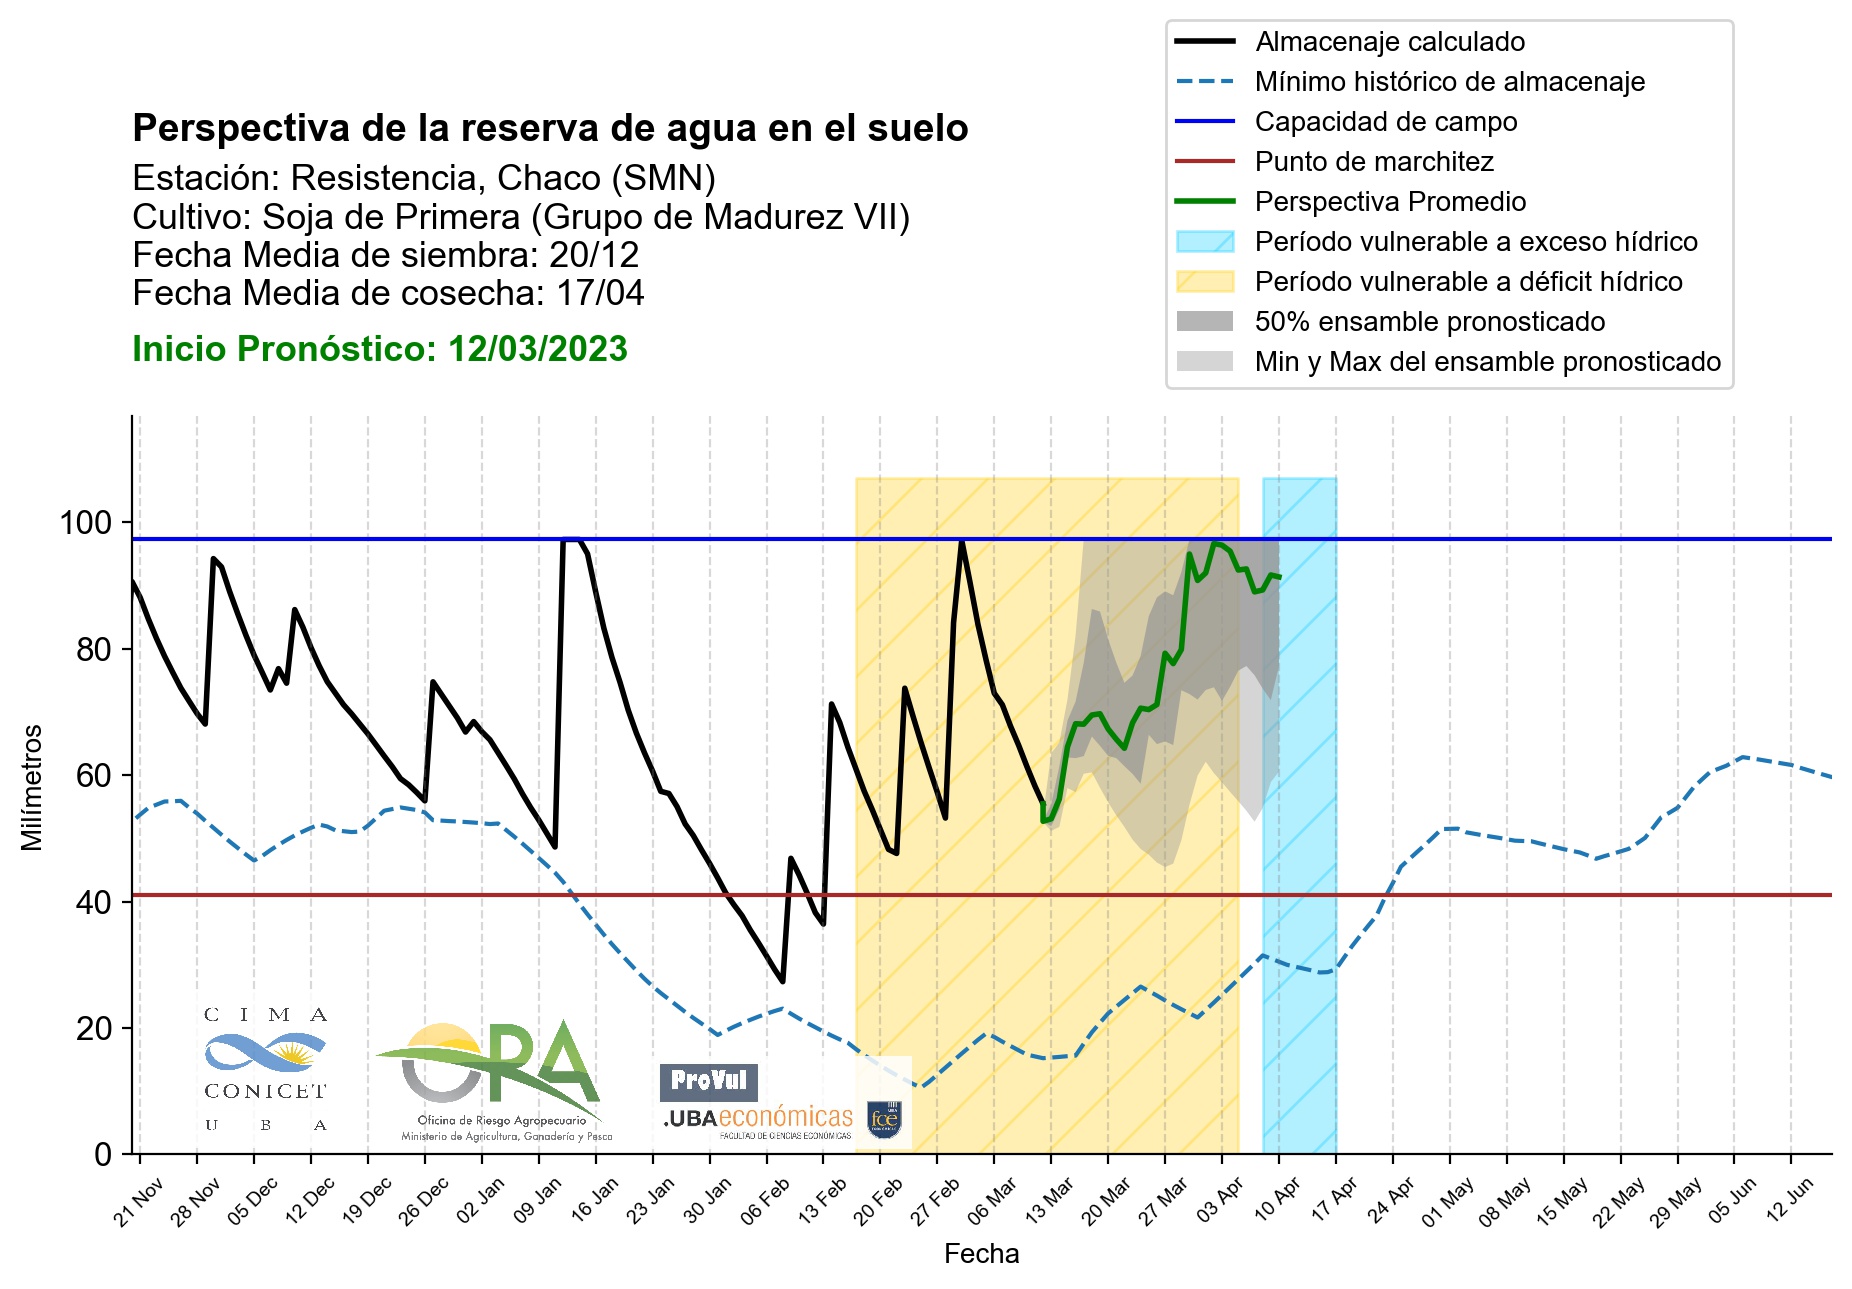 Almacenaje calculado
Mínimo histórico de almacenaje
Capacidad de campo
Punto de marchitez
Perspectiva Promedio
Período vulnerable a exceso hídrico
Período vulnerable a déficit hídrico
50% ensamble pronosticado
Min y Max del ensamble pronosticado
Perspectiva de la reserva de agua en el suelo
Estación: Resistencia, Chaco (SMN)
Cultivo: Soja de Primera (Grupo de Madurez VII)
Fecha Media de siembra: 20/12
Fecha Media de cosecha: 17/04
Inicio Pronóstico: 12/03/2023
Milímetros
100
80
60
40
20
0
CIMA
CONICET
UBA
ORA
Oficina de Riesgo Agropecuario
Ministerio de Agricultura, Ganadería y Pesca
ProVul
.UBAeconómicas
FACULTAD DE CIENCIAS ECONÓMICAS
fce
21 Nov
28 Nov
05 Dec
12 Dec
19 Dec
26 Dec
02 Jan
09 Jan
16 Jan
23 Jan
30 Jan
06 Feb
13 Feb
20 Feb
27 Feb
06 Mar
13 Mar
20 Mar
27 Mar
03 Apr
10 Apr
17 Apr
24 Apr
01 May
08 May
15 May
22 May
29 May
05 Jun
12 Jun
Fecha